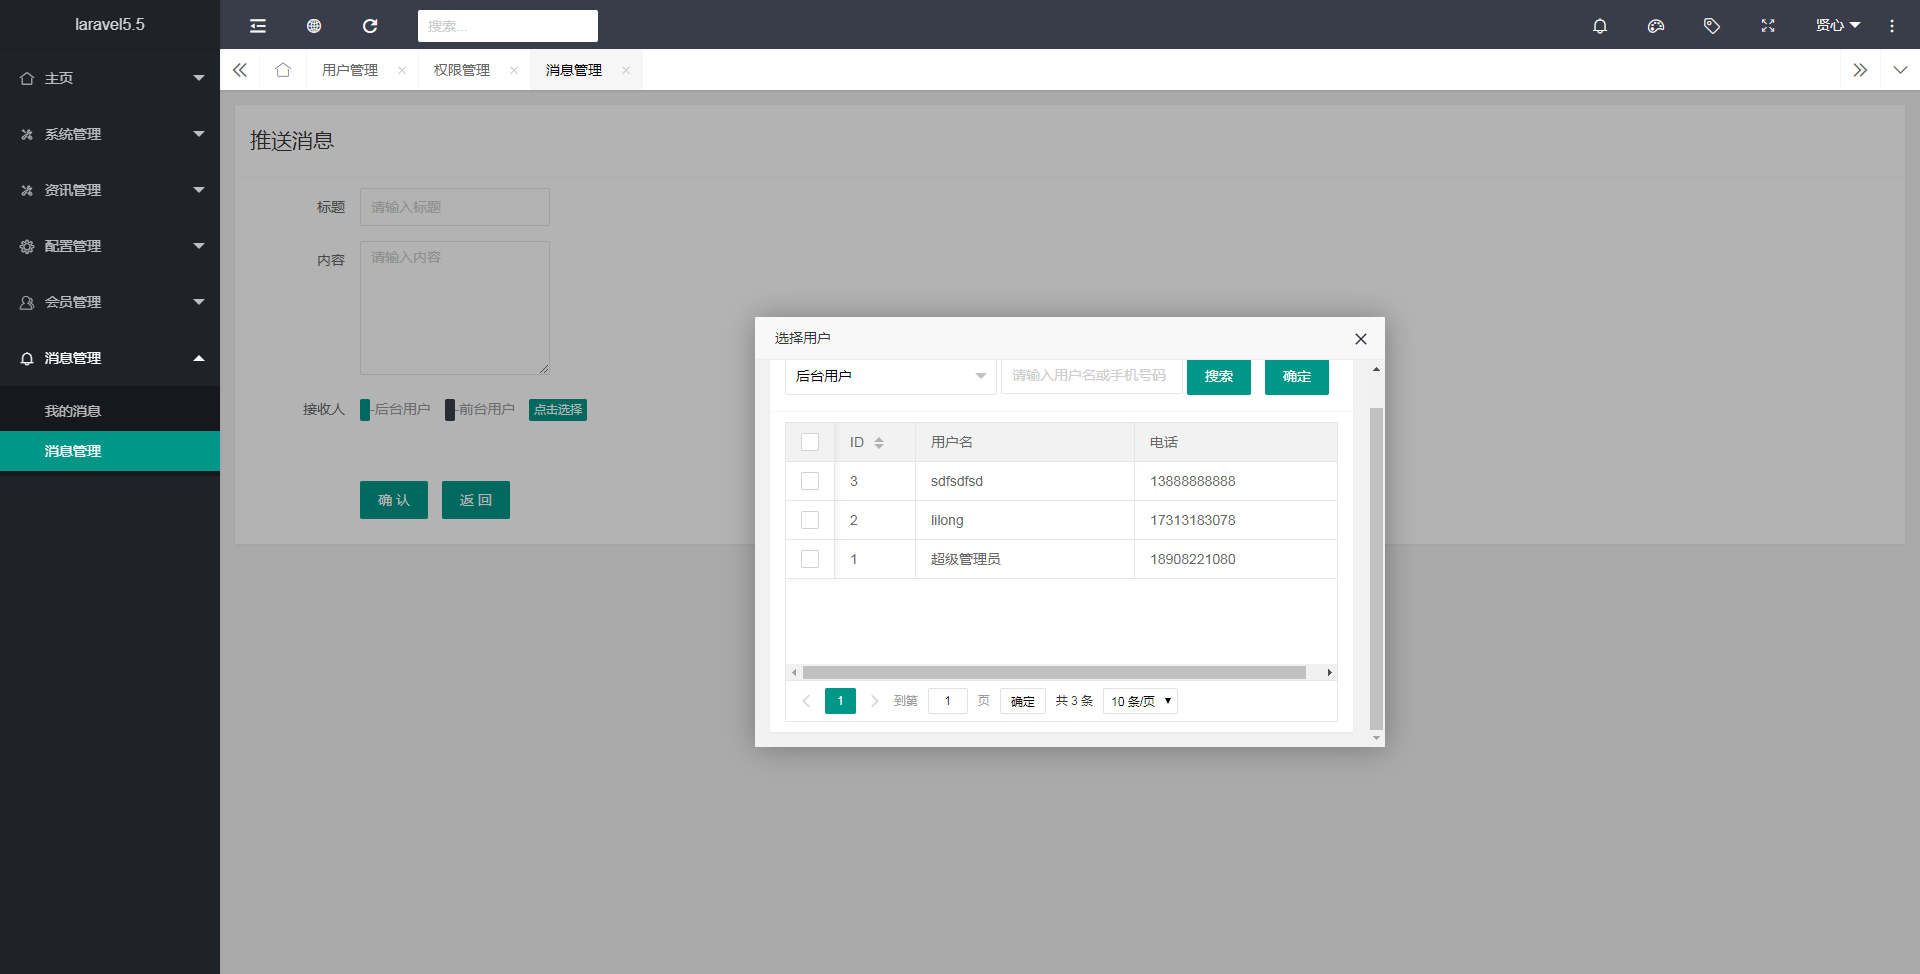 laravel5.5
搜索...
贤心
主页
系统管理
资讯管理
配置管理
会员管理
消息管理
我的消息
消息管理
用户管理
权限管理
消息管理
推送消息
标题 请输入标题
内容 请输入内容
接收人 -后台用户 -前台用户 点击选择
确 认 返 回
选择用户
后台用户 请输入用户名或手机号码 搜索 确定
ID 用户名 电话
3 sdfsdfsd 13888888888
2 lilong 17313183078
1 超级管理员 18908221080
1 到第 1 页 确定 共 3 条 10 条/页